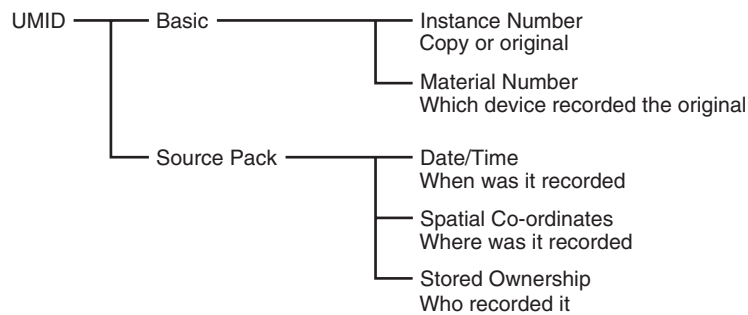 UMID
Basic
Instance Number
Copy or original
Material Number
Which device recorded the original
Source Pack
Date/Time
When was it recorded
Spatial Co-ordinates
Where was it recorded
Stored Ownership
Who recorded it